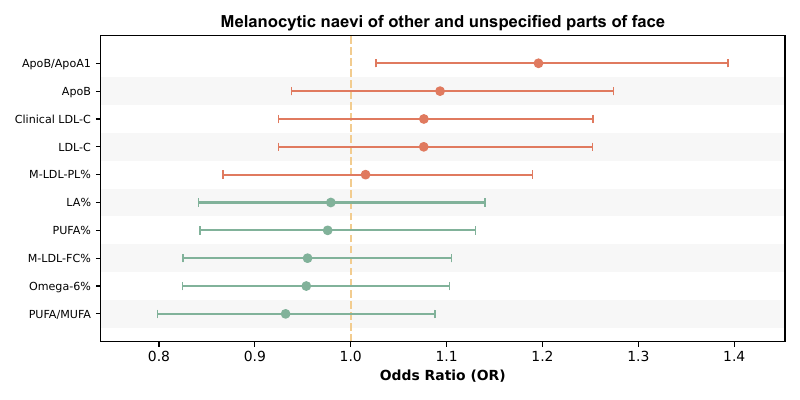 Melanocytic naevi of other and unspecified parts of face
ApoB/ApoA1
ApoB
Clinical LDL-C
LDL-C
M-LDL-PL%
LA%
PUFA%
M-LDL-FC%
Omega-6%
PUFA/MUFA
0.8 0.9 1.0 1.1 1.2 1.3 1.4
Odds Ratio (OR)